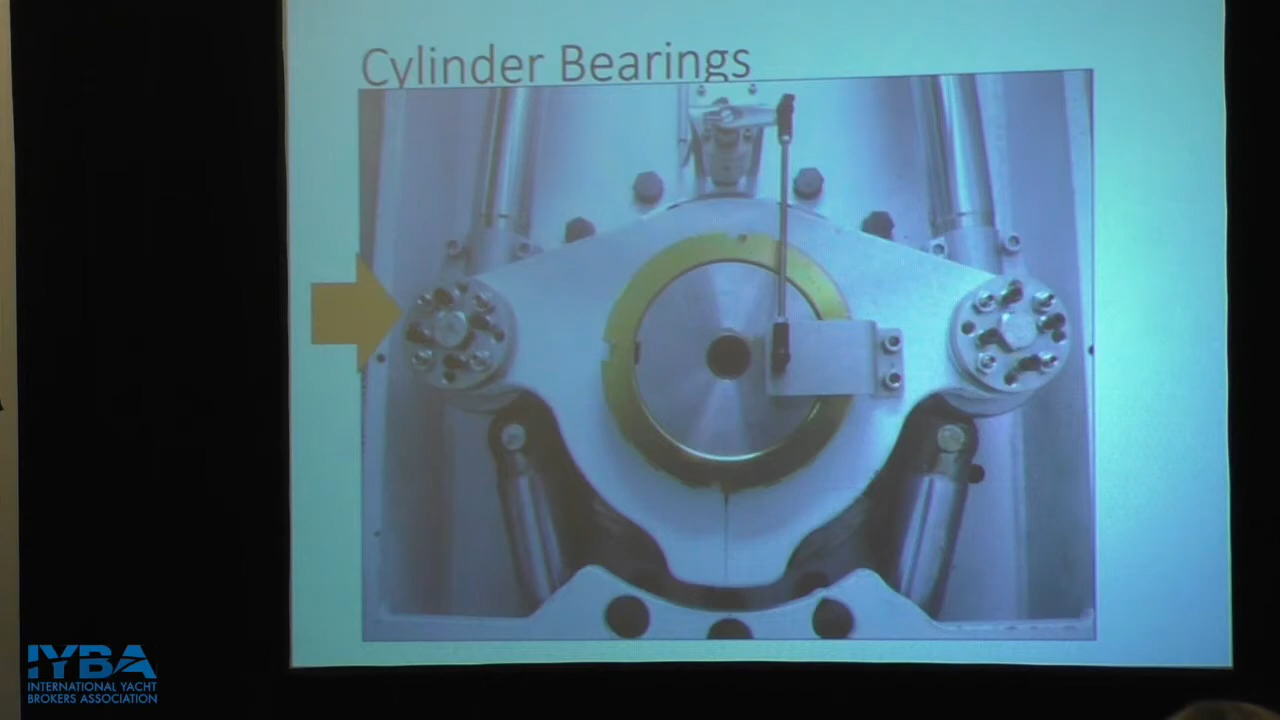 Cylinder Bearings
IYBA
INTERNATIONAL YACHT
BROKERS ASSOCIATION